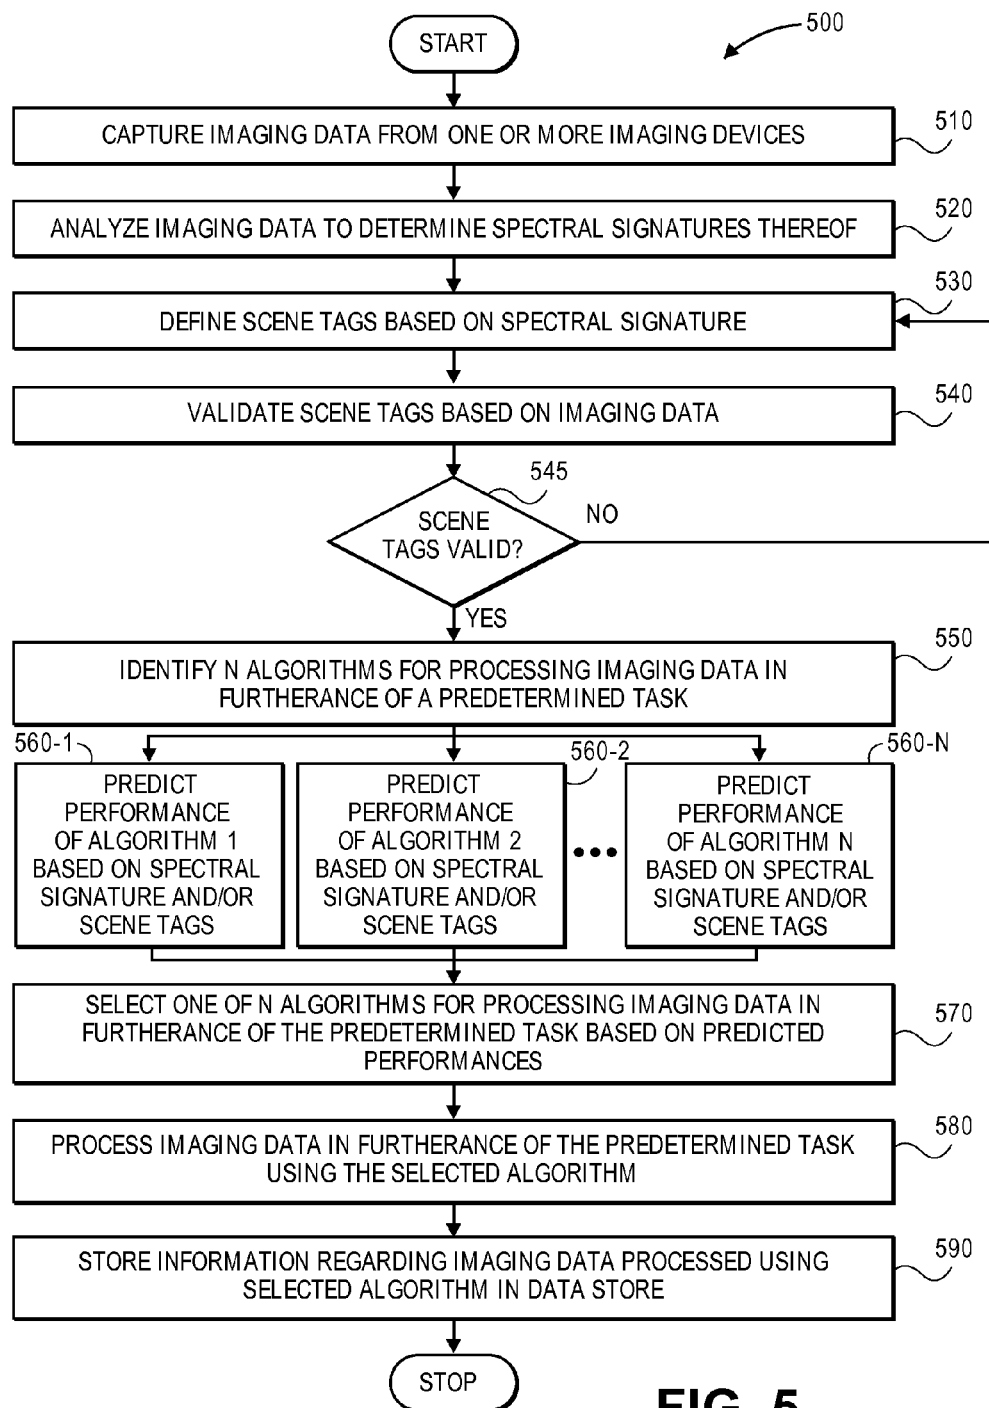 START
500
CAPTURE IMAGING DATA FROM ONE OR MORE IMAGING DEVICES
510
ANALYZE IMAGING DATA TO DETERMINE SPECTRAL SIGNATURES THEREOF
520
DEFINE SCENE TAGS BASED ON SPECTRAL SIGNATURE
530
VALIDATE SCENE TAGS BASED ON IMAGING DATA
540
545
SCENE
TAGS VALID?
NO
YES
IDENTIFY N ALGORITHMS FOR PROCESSING IMAGING DATA IN
FURTHERANCE OF A PREDETERMINED TASK
550
560-1
PREDICT
PERFORMANCE
OF ALGORITHM 1
BASED ON SPECTRAL
SIGNATURE AND/OR
SCENE TAGS
560-2
PREDICT
PERFORMANCE
OF ALGORITHM 2
BASED ON SPECTRAL
SIGNATURE AND/OR
SCENE TAGS
•••
560-N
PREDICT
PERFORMANCE
OF ALGORITHM N
BASED ON SPECTRAL
SIGNATURE AND/OR
SCENE TAGS
SELECT ONE OF N ALGORITHMS FOR PROCESSING IMAGING DATA IN
FURTHERANCE OF THE PREDETERMINED TASK BASED ON PREDICTED
PERFORMANCES
570
PROCESS IMAGING DATA IN FURTHERANCE OF THE PREDETERMINED TASK
USING THE SELECTED ALGORITHM
580
STORE INFORMATION REGARDING IMAGING DATA PROCESSED USING
SELECTED ALGORITHM IN DATA STORE
590
STOP
FIG. 5